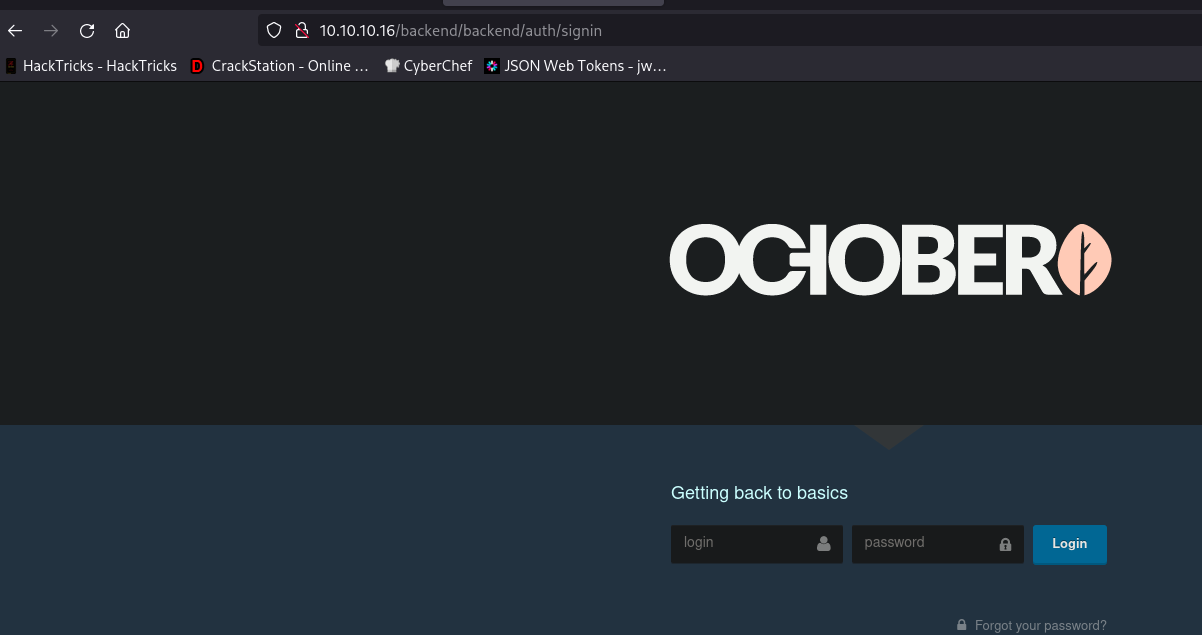 10.10.10.16/backend/backend/auth/signin
HackTricks - HackTricks CrackStation - Online ... CyberChef JSON Web Tokens - jw...
OCTOBER
Getting back to basics
login password Login
Forgot your password?